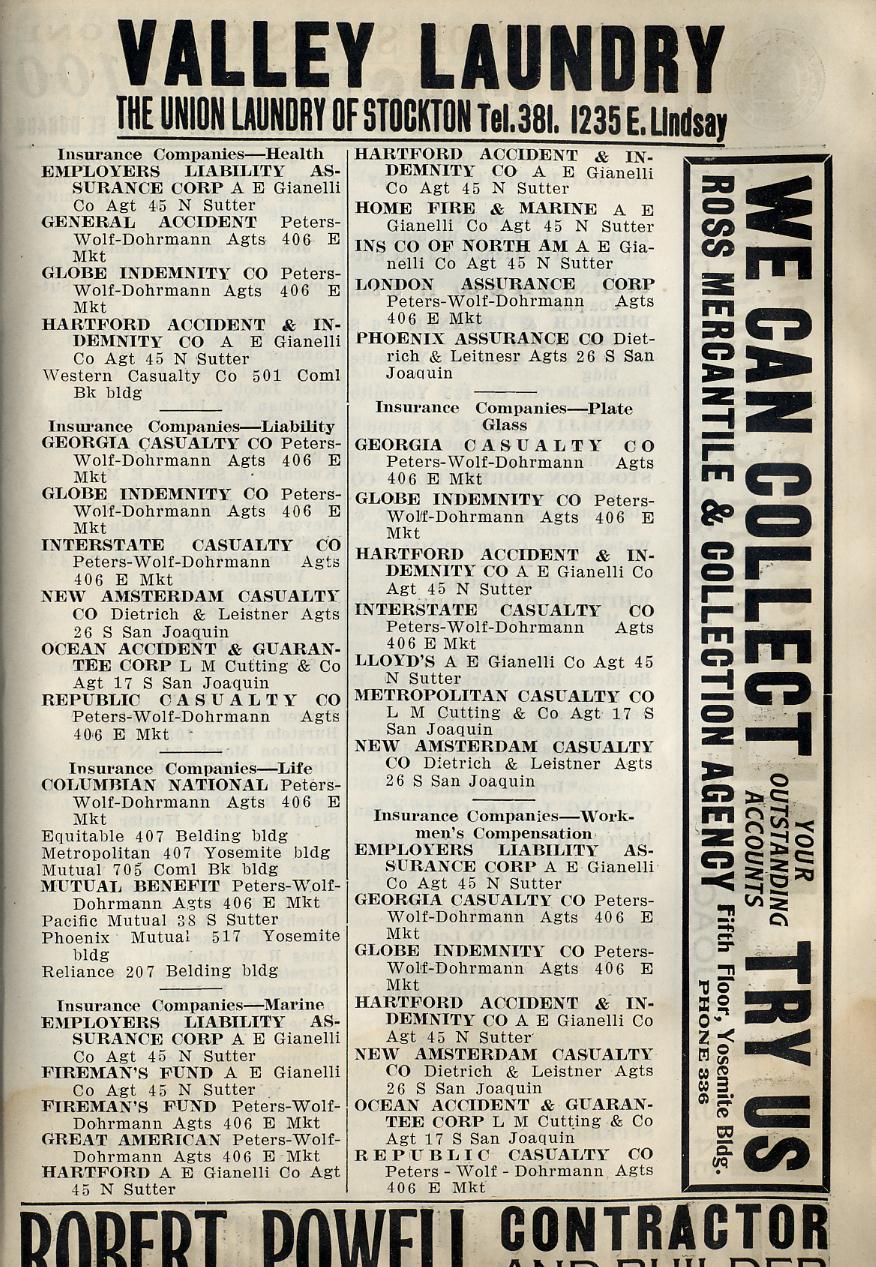 VALLEY LAUNDRY
THE UNION LAUNDRY OF STOCKTON Tel.381. 1235 E. Lindsay
Insurance Companies—Health
EMPLOYERS LIABILITY AS-
SURANCE CORP A E Gianelli
Co Agt 45 N Sutter
GENERAL ACCIDENT Peters-
Wolf-Dohrmann Agts 406 E
Mkt
GLOBE INDEMNITY CO Peters-
Wolf-Dohrmann Agts 406 E
Mkt
HARTFORD ACCIDENT & IN-
DEMNITY CO A E Gianelli
Co Agt 45 N Sutter
Western Casualty Co 501 Coml
Bk bldg
Insurance Companies—Liability
GEORGIA CASUALTY CO Peters-
Wolf-Dohrmann Agts 406 E
Mkt
GLOBE INDEMNITY CO Peters-
Wolf-Dohrmann Agts 406 E
Mkt
INTERSTATE CASUALTY CO
Peters-Wolf-Dohrmann Agts
406 E Mkt
NEW AMSTERDAM CASUALTY
CO Dietrich & Leistner Agts
26 S San Joaquin
OCEAN ACCIDENT & GUARAN-
TEE CORP L M Cutting & Co
Agt 17 S San Joaquin
REPUBLIC CASUALTY CO
Peters-Wolf-Dohrmann Agts
406 E Mkt
Insurance Companies—Life
COLUMBIAN NATIONAL Peters-
Wolf-Dohrmann Agts 406 E
Mkt
Equitable 407 Belding bldg
Metropolitan 407 Yosemite bldg
Mutual 705 Coml Bk bldg
MUTUAL BENEFIT Peters-Wolf-
Dohrmann Agts 406 E Mkt
Pacific Mutual 38 S Sutter
Phoenix Mutual 517 Yosemite
bldg
Reliance 207 Belding bldg
Insurance Companies—Marine
EMPLOYERS LIABILITY AS-
SURANCE CORP A E Gianelli
Co Agt 45 N Sutter
FIREMAN'S FUND A E Gianelli
Co Agt 45 N Sutter
FIREMAN'S FUND Peters-Wolf-
Dohrmann Agts 406 E Mkt
GREAT AMERICAN Peters-Wolf-
Dohrmann Agts 406 E Mkt
HARTFORD A E Gianelli Co Agt
45 N Sutter
HARTFORD ACCIDENT & IN-
DEMNITY CO A E Gianelli
Co Agt 45 N Sutter
HOME FIRE & MARINE A E
Gianelli Co Agt 45 N Sutter
INS CO OF NORTH AM A E Gia-
nelli Co Agt 45 N Sutter
LONDON ASSURANCE CORP
Peters-Wolf-Dohrmann Agts
406 E Mkt
PHOENIX ASSURANCE CO Diet-
rich & Leitnesr Agts 26 S San
Joaquin
Insurance Companies—Plate
Glass
GEORGIA CASUALTY CO
Peters-Wolf-Dohrmann Agts
406 E Mkt
GLOBE INDEMNITY CO Peters-
Wolf-Dohrmann Agts 406 E
Mkt
HARTFORD ACCIDENT & IN-
DEMNITY CO A E Gianelli Co
Agt 45 N Sutter
INTERSTATE CASUALTY CO
Peters-Wolf-Dohrmann Agts
406 E Mkt
LLOYD'S A E Gianelli Co Agt 45
N Sutter
METROPOLITAN CASUALTY CO
L M Cutting & Co Agt 17 S
San Joaquin
NEW AMSTERDAM CASUALTY
CO Dietrich & Leistner Agts
26 S San Joaquin
Insurance Companies—Work-
men's Compensation
EMPLOYERS LIABILITY AS-
SURANCE CORP A E Gianelli
Co Agt 45 N Sutter
GEORGIA CASUALTY CO Peters-
Wolf-Dohrmann Agts 406 E
Mkt
GLOBE INDEMNITY CO Peters-
Wolf-Dohrmann Agts 406 E
Mkt
HARTFORD ACCIDENT & IN-
DEMNITY CO A E Gianelli Co
Agt 45 N Sutter
NEW AMSTERDAM CASUALTY
CO Dietrich & Leistner Agts
26 S San Joaquin
OCEAN ACCIDENT & GUARAN-
TEE CORP L M Cutting & Co
Agt 17 S San Joaquin
REPUBLIC CASUALTY CO
Peters-Wolf-Dohrmann Agts
406 E Mkt
WE CAN COLLECT YOUR OUTSTANDING ACCOUNTS TRY US
ROSS MERCANTILE & COLLECTION AGENCY Fifth Floor, Yosemite Bldg.
PHONE 336
ROBERT POWELL CONTRACTOR
AND BUILDER